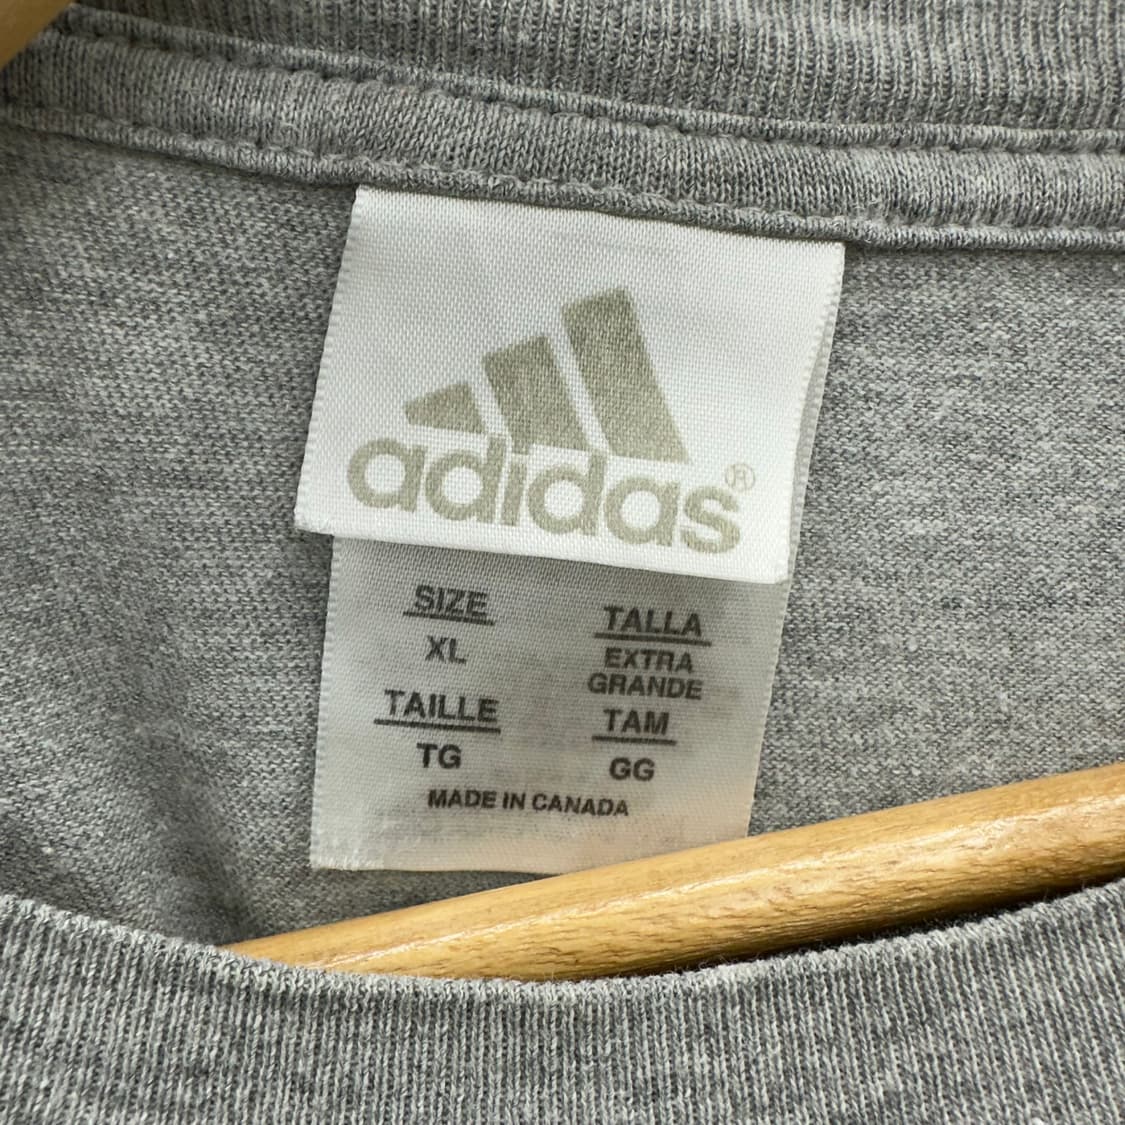 adidas®
SIZE
XL
TALLA
EXTRA
GRANDE
TAILLE
TG
TAM
GG
MADE IN CANADA